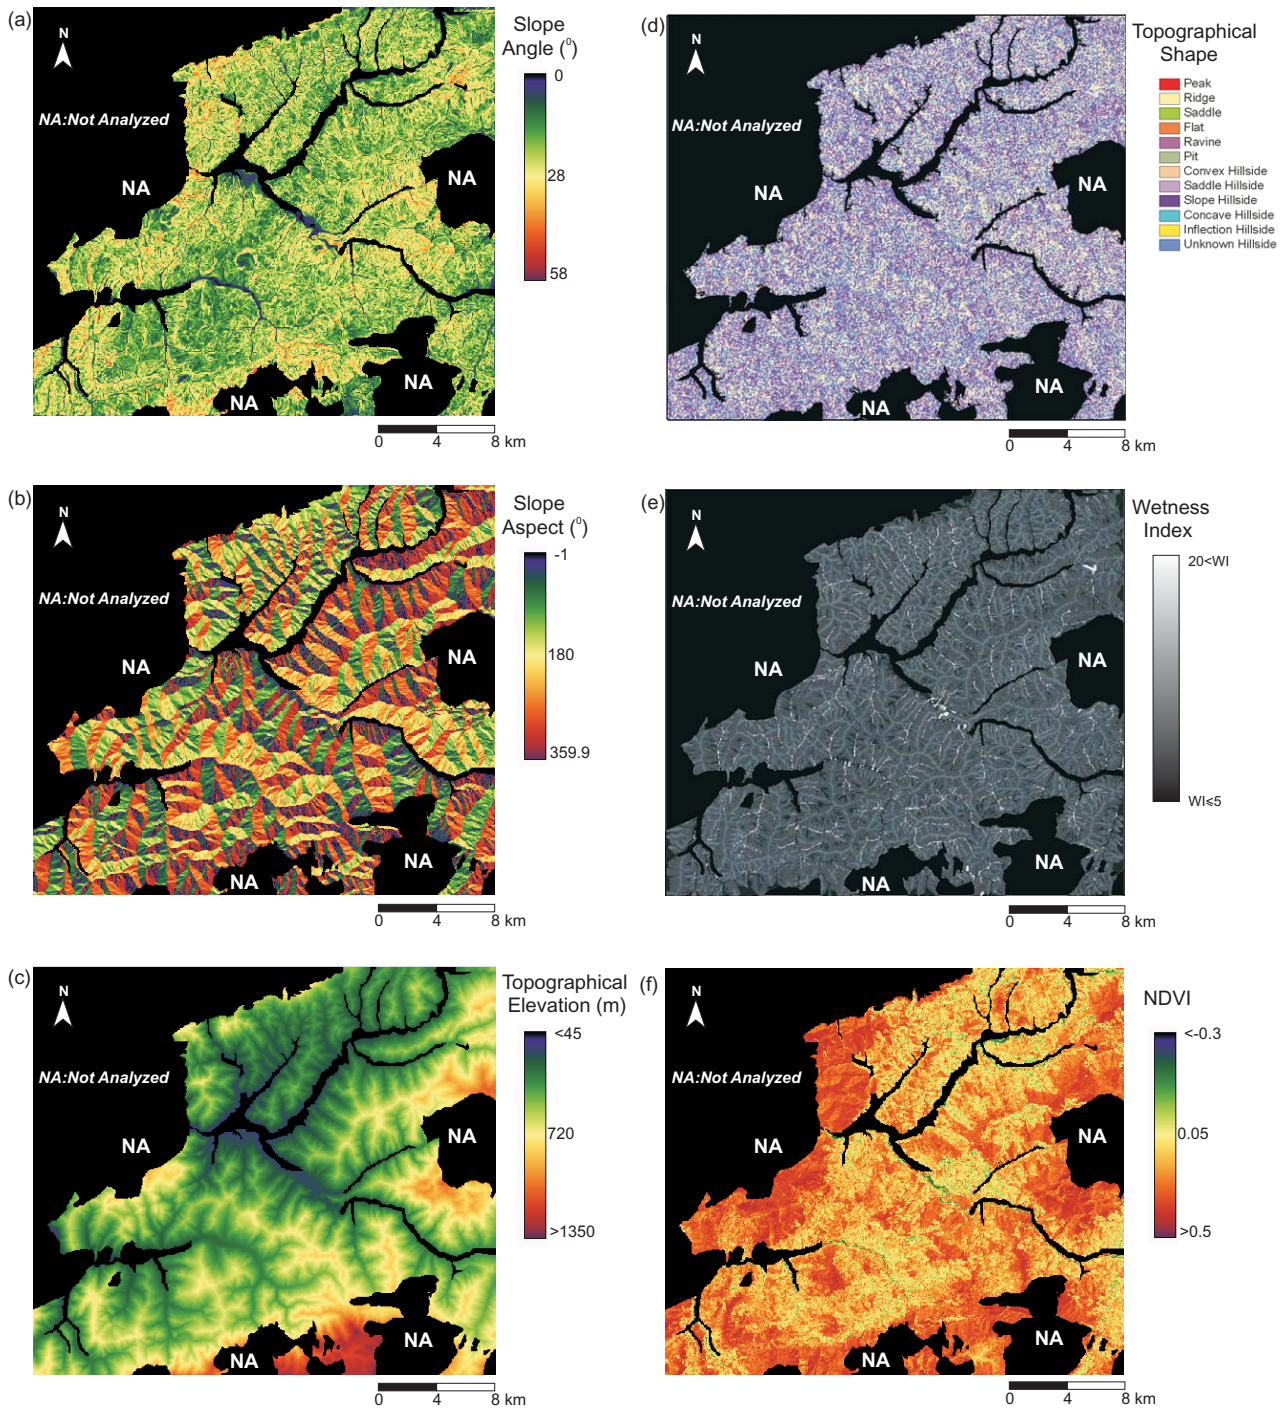 (a)
N
NA:Not Analyzed
NA
NA
NA
NA
Slope
Angle (⁰)
0
28
58
0 4 8 km
(d)
N
NA:Not Analyzed
NA
NA
NA
NA
Topographical
Shape
Peak
Ridge
Saddle
Flat
Ravine
Pit
Convex Hillside
Saddle Hillside
Slope Hillside
Concave Hillside
Inflection Hillside
Unknown Hillside
0 4 8 km
(b)
N
NA:Not Analyzed
NA
NA
NA
NA
Slope
Aspect (⁰)
-1
180
359.9
0 4 8 km
(e)
N
NA:Not Analyzed
NA
NA
NA
NA
Wetness
Index
20<WI
WI⩽5
0 4 8 km
(c)
N
NA:Not Analyzed
NA
NA
NA
NA
Topographical
Elevation (m)
<45
720
>1350
0 4 8 km
(f)
N
NA:Not Analyzed
NA
NA
NA
NA
NDVI
<-0.3
0.05
>0.5
0 4 8 km